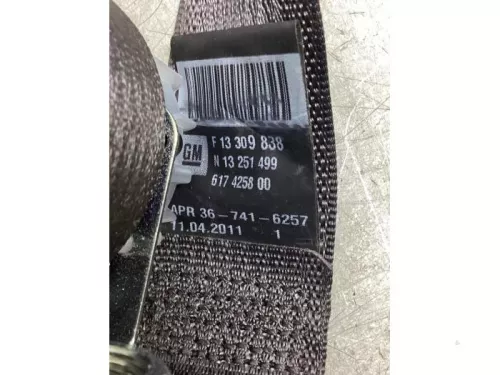 F 13 309 838
GM
N 13 251 499
617 4258 00
APR 36-741-6257
11.04.2011 1